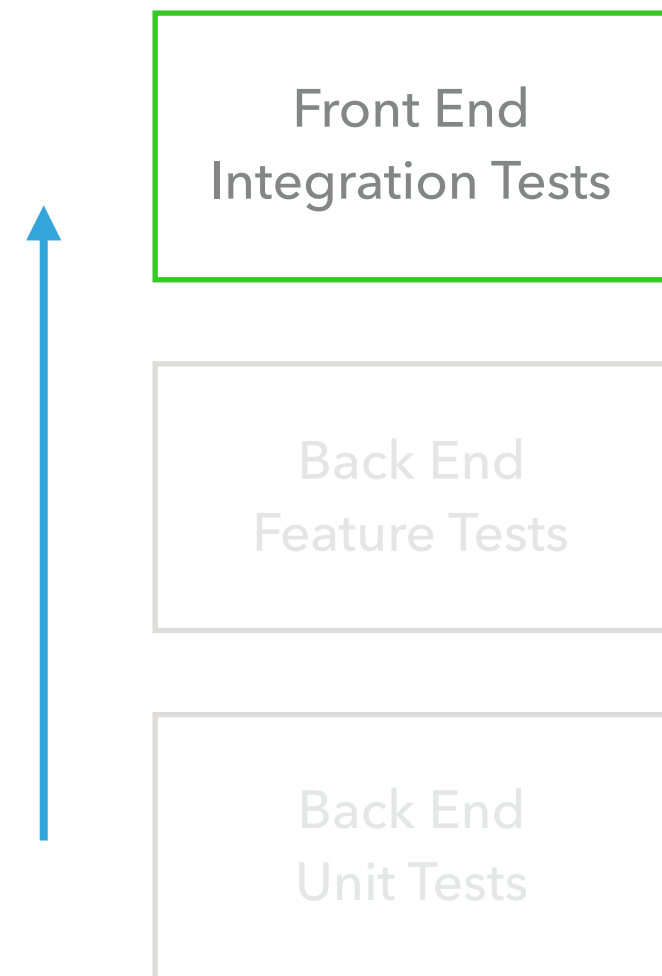 Front End
Integration Tests
Back End
Feature Tests
Back End
Unit Tests